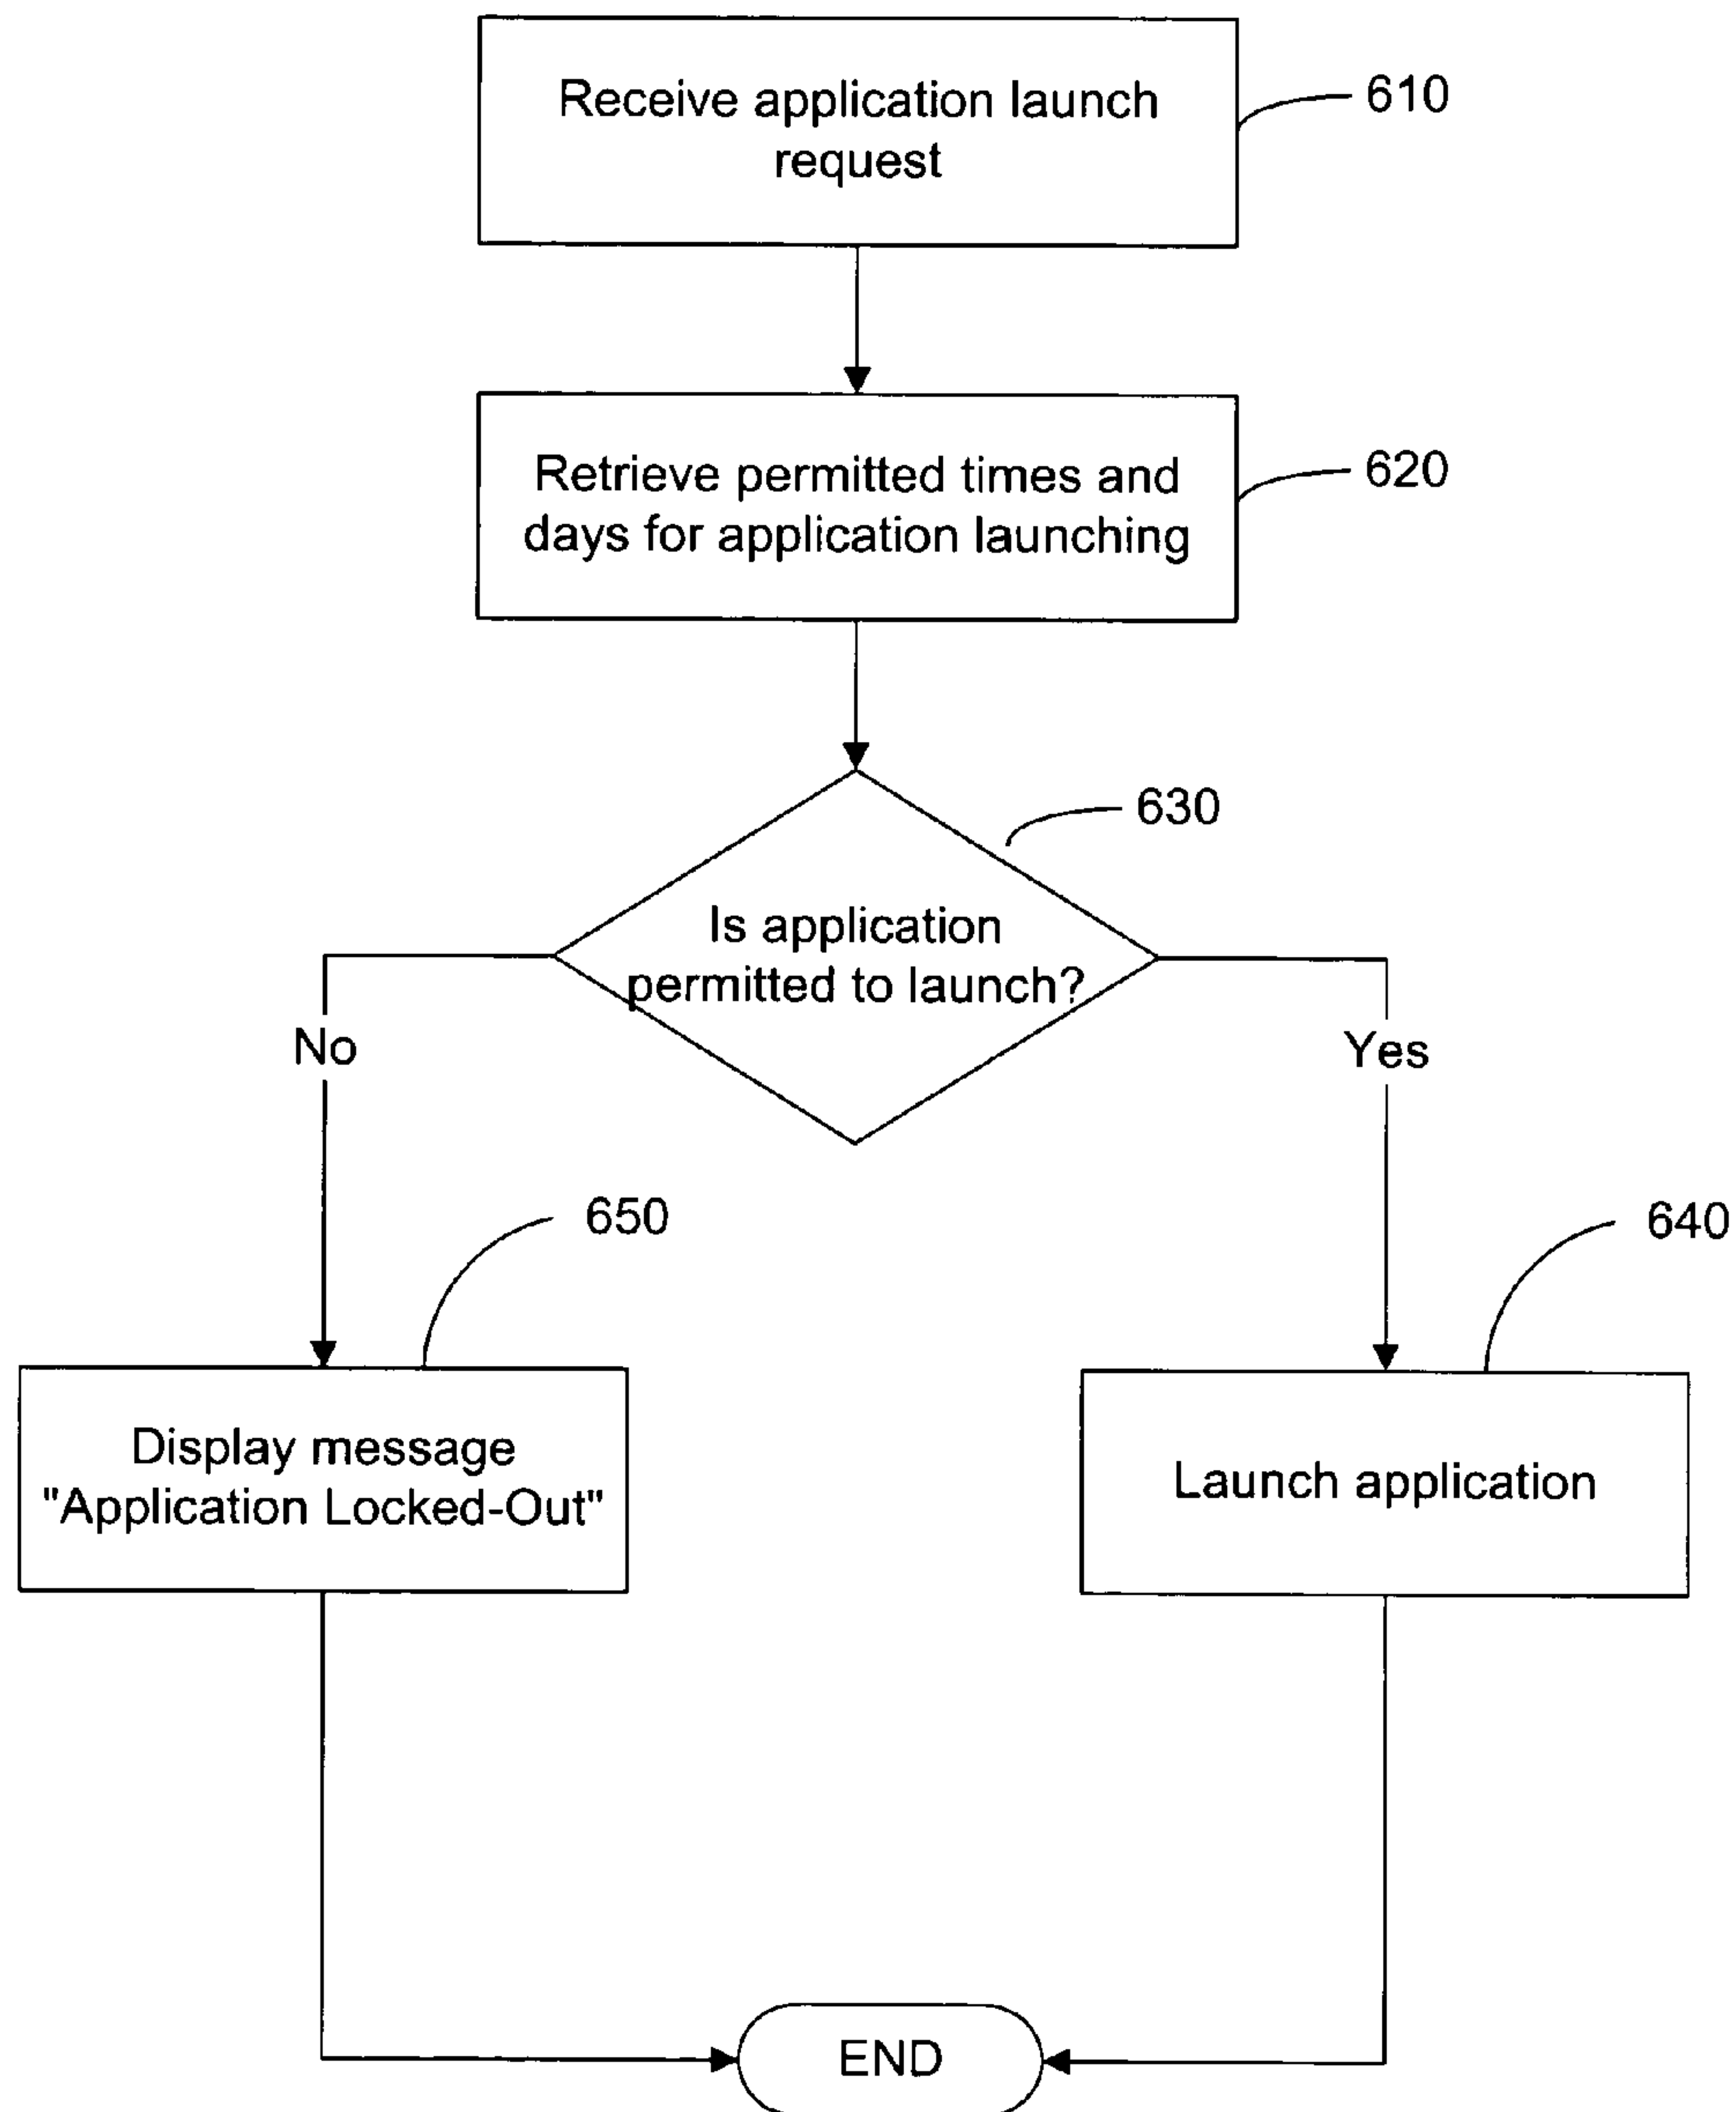 Receive application launch
request
610
Retrieve permitted times and
days for application launching
620
630
Is application
permitted to launch?
No
Yes
650
640
Display message
"Application Locked-Out"
Launch application
END